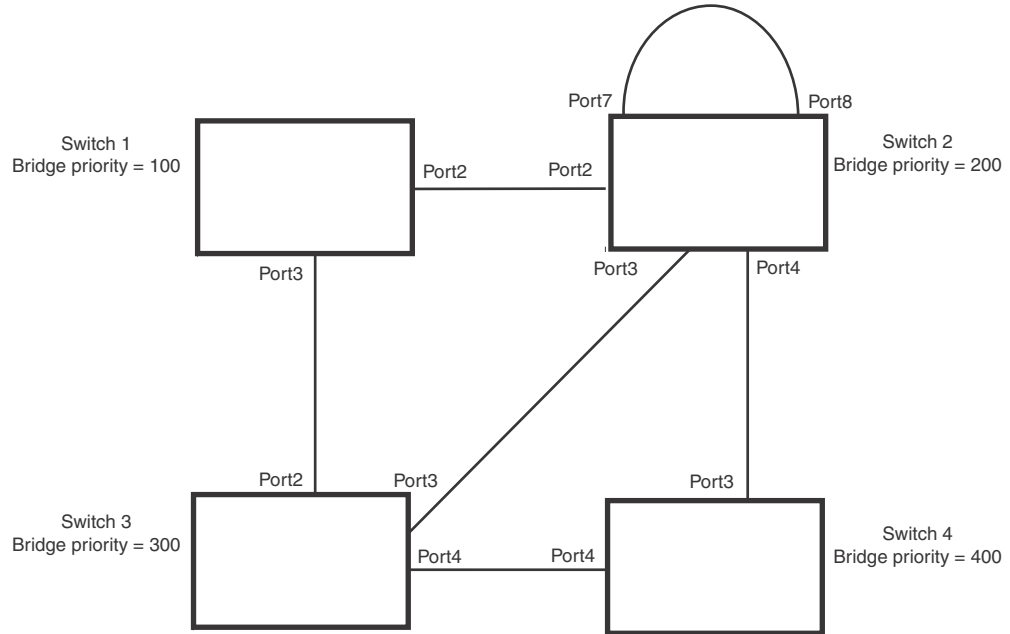 Port7
Port8
Switch 1
Bridge priority = 100
Port2
Port2
Switch 2
Bridge priority = 200
Port3
Port3
Port4
Port2
Port3
Port3
Switch 3
Bridge priority = 300
Port4
Port4
Switch 4
Bridge priority = 400